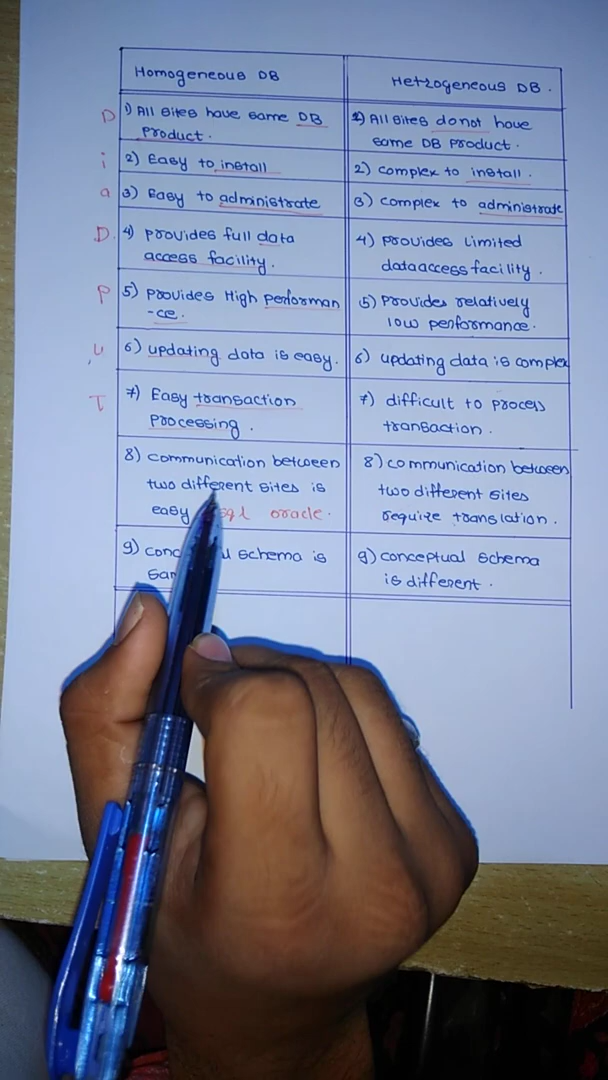 Homogeneous DB
Hetrogeneous DB.
D
1) All sites have same DB
product.
1) All sites do not have
same DB product.
i
2) Easy to install
2) complex to install.
a
3) Easy to administrate
3) complex to administrate
D.
4) provides full data
access facility.
4) provides limited
data access facility.
P
5) provides High performan
-ce.
5) provides relatively
low performance.
U
6) updating data is easy.
6) updating data is complex
T
7) Easy transaction
processing.
7) difficult to process
transaction.
8) communication between
two different sites is
easy sql oracle.
8) communication between
two different sites
require translation.
9) schema is
9) conceptual schema
is different.